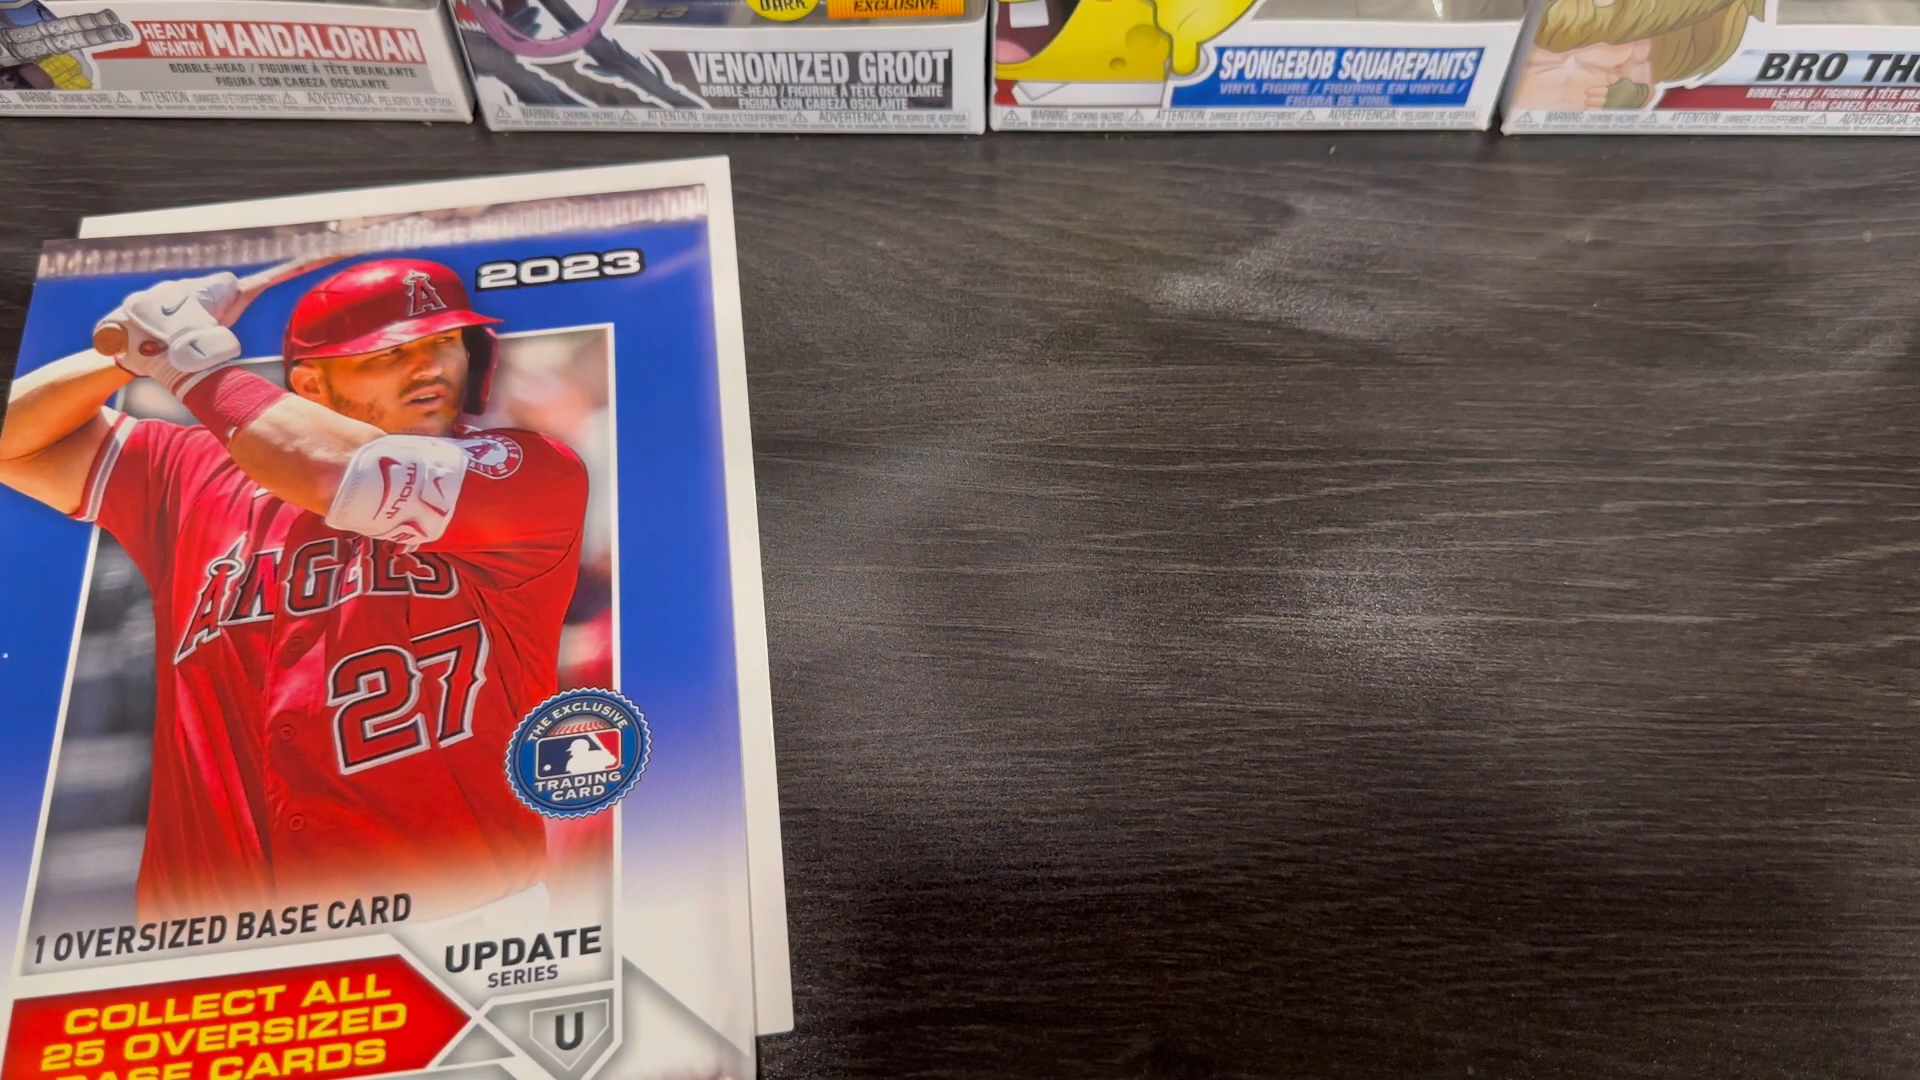 HEAVY
INFANTRY MANDALORIAN
BOBBLE-HEAD / FIGURINE À TÊTE BRANLANTE
FIGURA CON CABEZA OSCILANTE
WARNING: CHOKING HAZARD ATTENTION: DANGER D'ÉTOUFFEMENT ADVERTENCIA: PELIGRO DE ASFIXIA
DARK
EXCLUSIVE
VENOMIZED GROOT
BOBBLE-HEAD / FIGURINE À TÊTE OSCILLANTE
FIGURA CON CABEZA OSCILANTE
WARNING: CHOKING HAZARD ATTENTION: DANGER D'ÉTOUFFEMENT ADVERTENCIA: PELIGRO DE ASFIXIA
SPONGEBOB SQUAREPANTS
VINYL FIGURE / FIGURINE EN VINYLE /
FIGURA DE VINIL
WARNING: CHOKING HAZARD ATTENTION: DANGER D'ÉTOUFFEMENT ADVERTENCIA: PELIGRO DE ASFIXIA
BRO THO
BOBBLE-HEAD / FIGURINE À TÊTE BRA
FIGURA CON CABEZA OSCILANTE
WARNING: CHOKING HAZARD ATTENTION: DANGER D'ÉTOUFFEMENT ADVERTENCIA:
2023
A
TROUT
ANGELS
27
THE EXCLUSIVE
TRADING
CARD
1 OVERSIZED BASE CARD
UPDATE
SERIES
U
COLLECT ALL
25 OVERSIZED
BASE CARDS